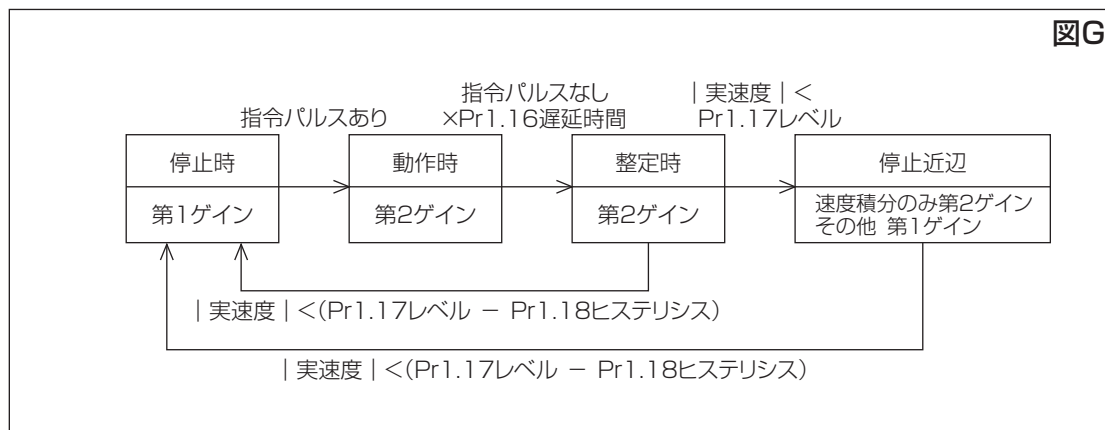 図G
指令パルスあり
指令パルスなし
×Pr1.16遅延時間
｜実速度｜<
Pr1.17レベル
停止時
第1ゲイン
動作時
第2ゲイン
整定時
第2ゲイン
停止近辺
速度積分のみ第2ゲイン
その他 第1ゲイン
｜実速度｜<(Pr1.17レベル － Pr1.18ヒステリシス)
｜実速度｜<(Pr1.17レベル － Pr1.18ヒステリシス)